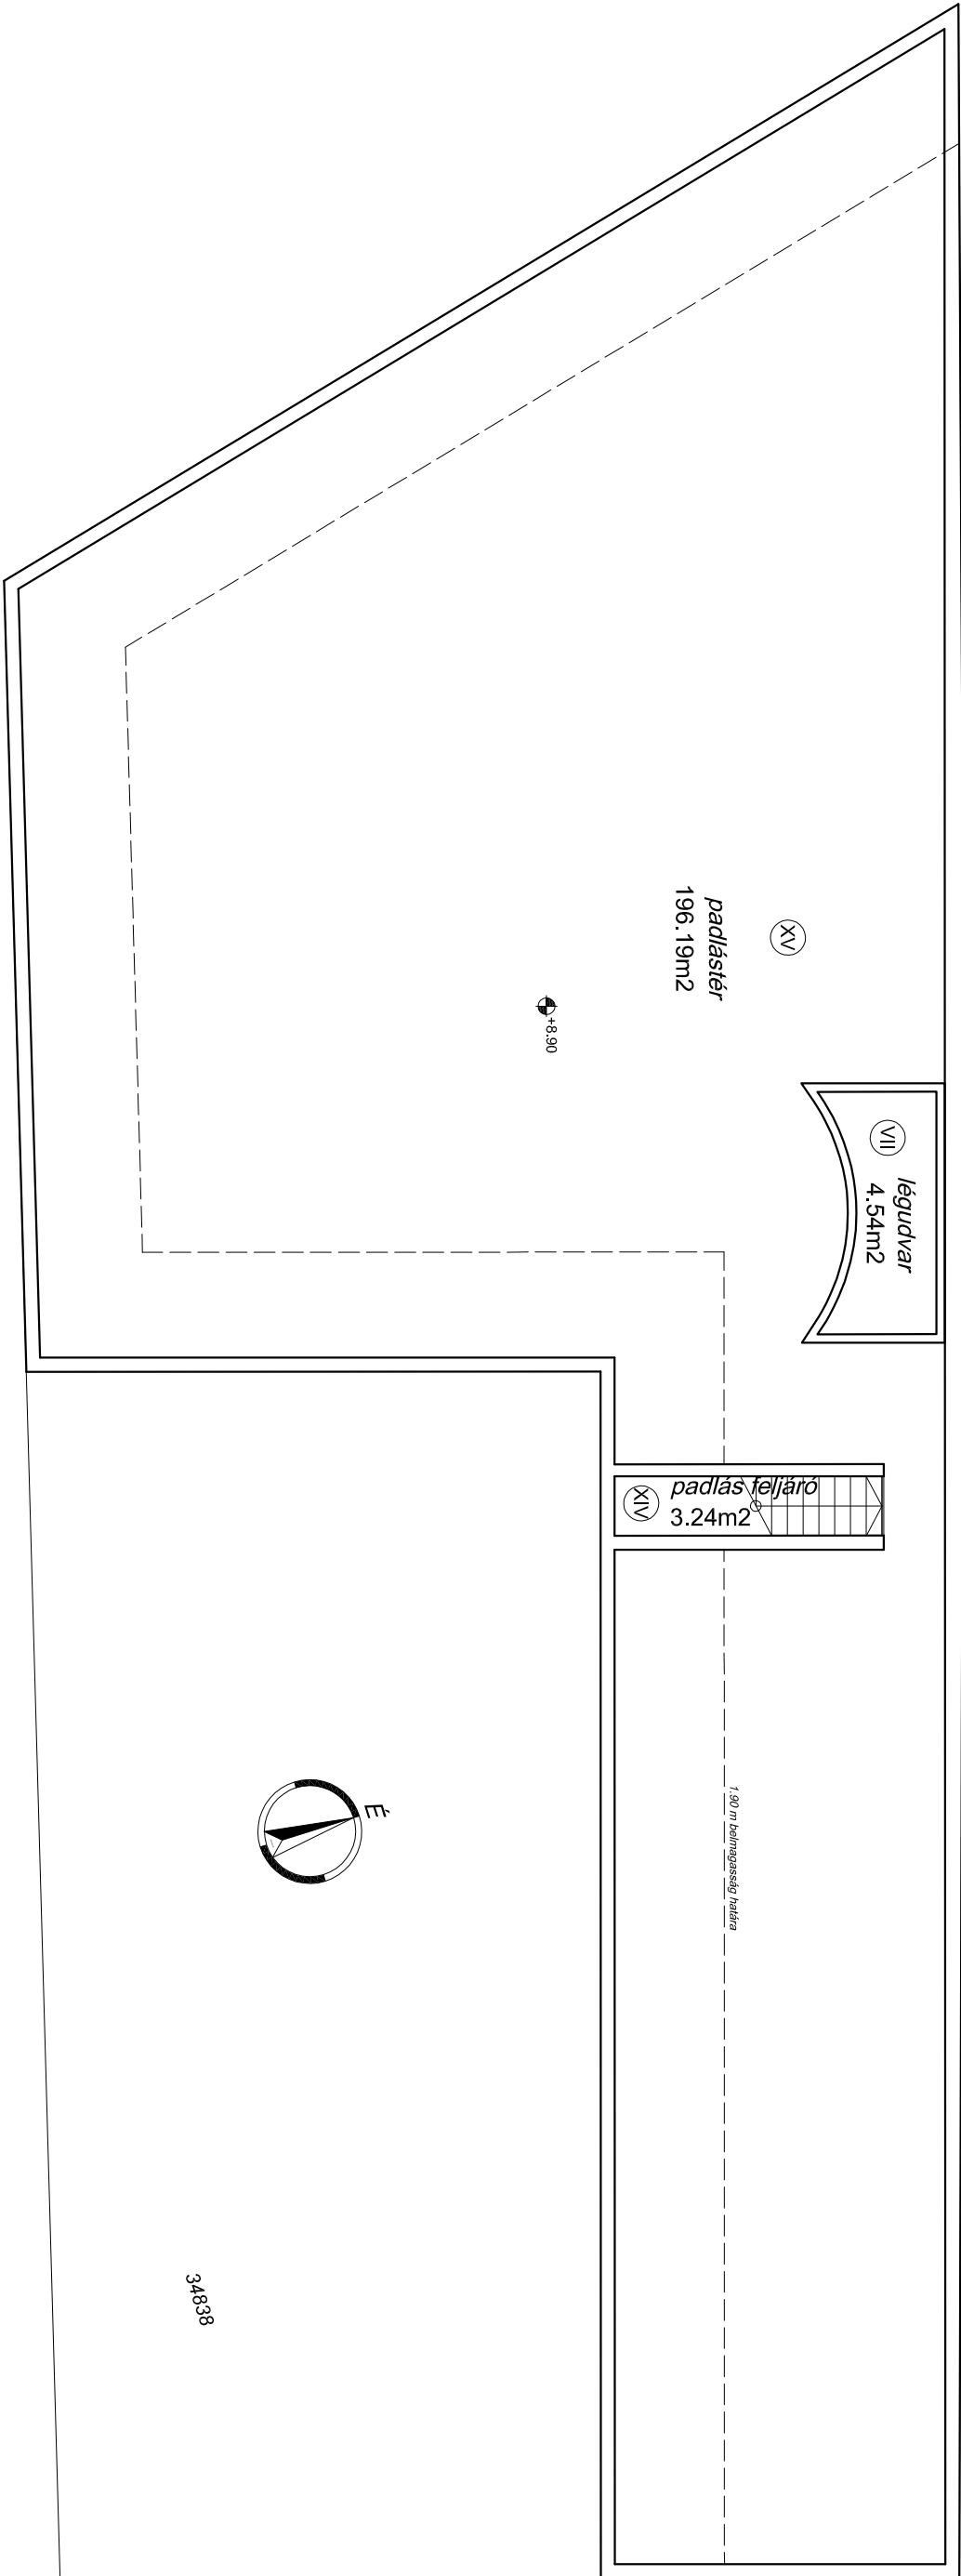 XV
padlástér
196.19m2
+8.90
VIII
légudvar
4.54m2
XIV
padlás feljáró
3.24m2
1.90 m belmagasság határa
É
34838